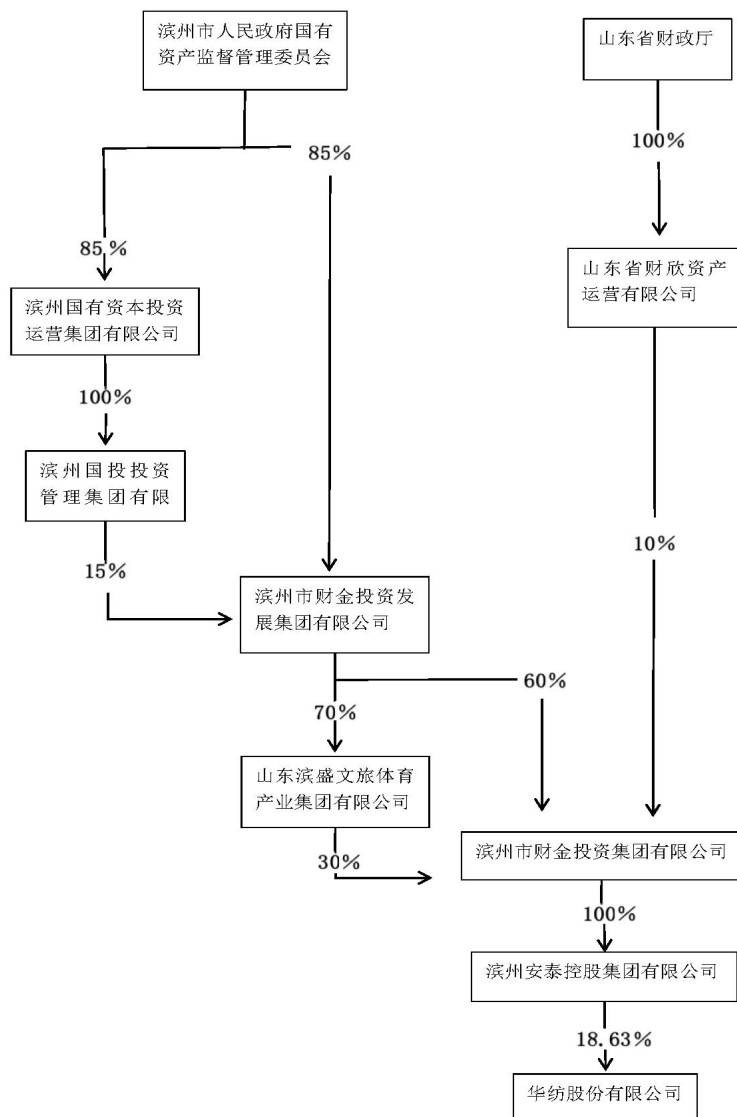 滨州市人民政府国有
资产监督管理委员会
山东省财政厅
100%
85%
85%
滨州国有资本投资
运营集团有限公司
山东省财欣资产
运营有限公司
100%
滨州国投投资
管理集团有限
10%
15%
滨州市财金投资发
展集团有限公司
60%
70%
山东滨盛文旅体育
产业集团有限公司
滨州市财金投资集团有限公司
30%
100%
滨州安泰控股集团有限公司
18.63%
华纺股份有限公司